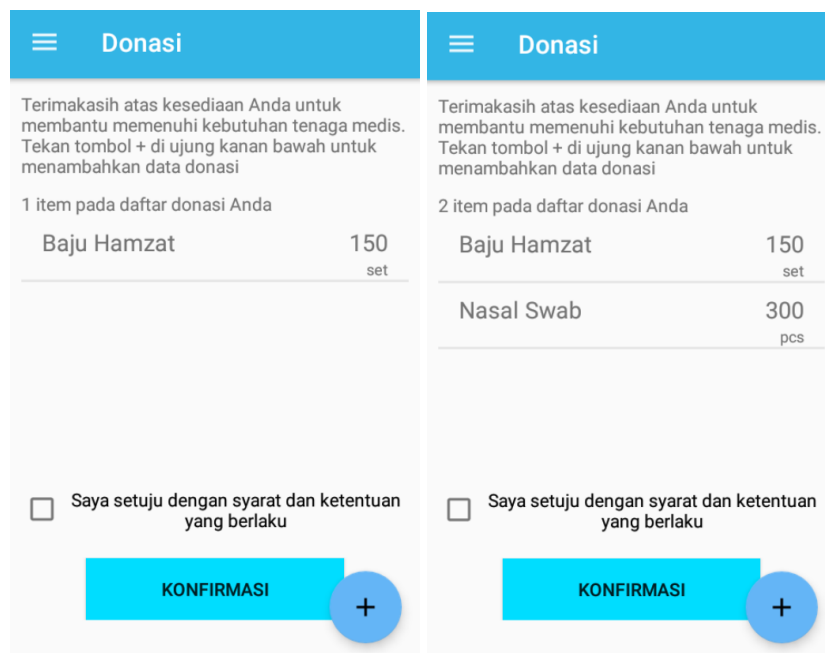 Donasi
Terimakasih atas kesediaan Anda untuk
membantu memenuhi kebutuhan tenaga medis.
Tekan tombol + di ujung kanan bawah untuk
menambahkan data donasi
1 item pada daftar donasi Anda
Baju Hamzat 150
set
Saya setuju dengan syarat dan ketentuan
yang berlaku
KONFIRMASI
+
Donasi
Terimakasih atas kesediaan Anda untuk
membantu memenuhi kebutuhan tenaga medis.
Tekan tombol + di ujung kanan bawah untuk
menambahkan data donasi
2 item pada daftar donasi Anda
Baju Hamzat 150
set
Nasal Swab 300
pcs
Saya setuju dengan syarat dan ketentuan
yang berlaku
KONFIRMASI
+